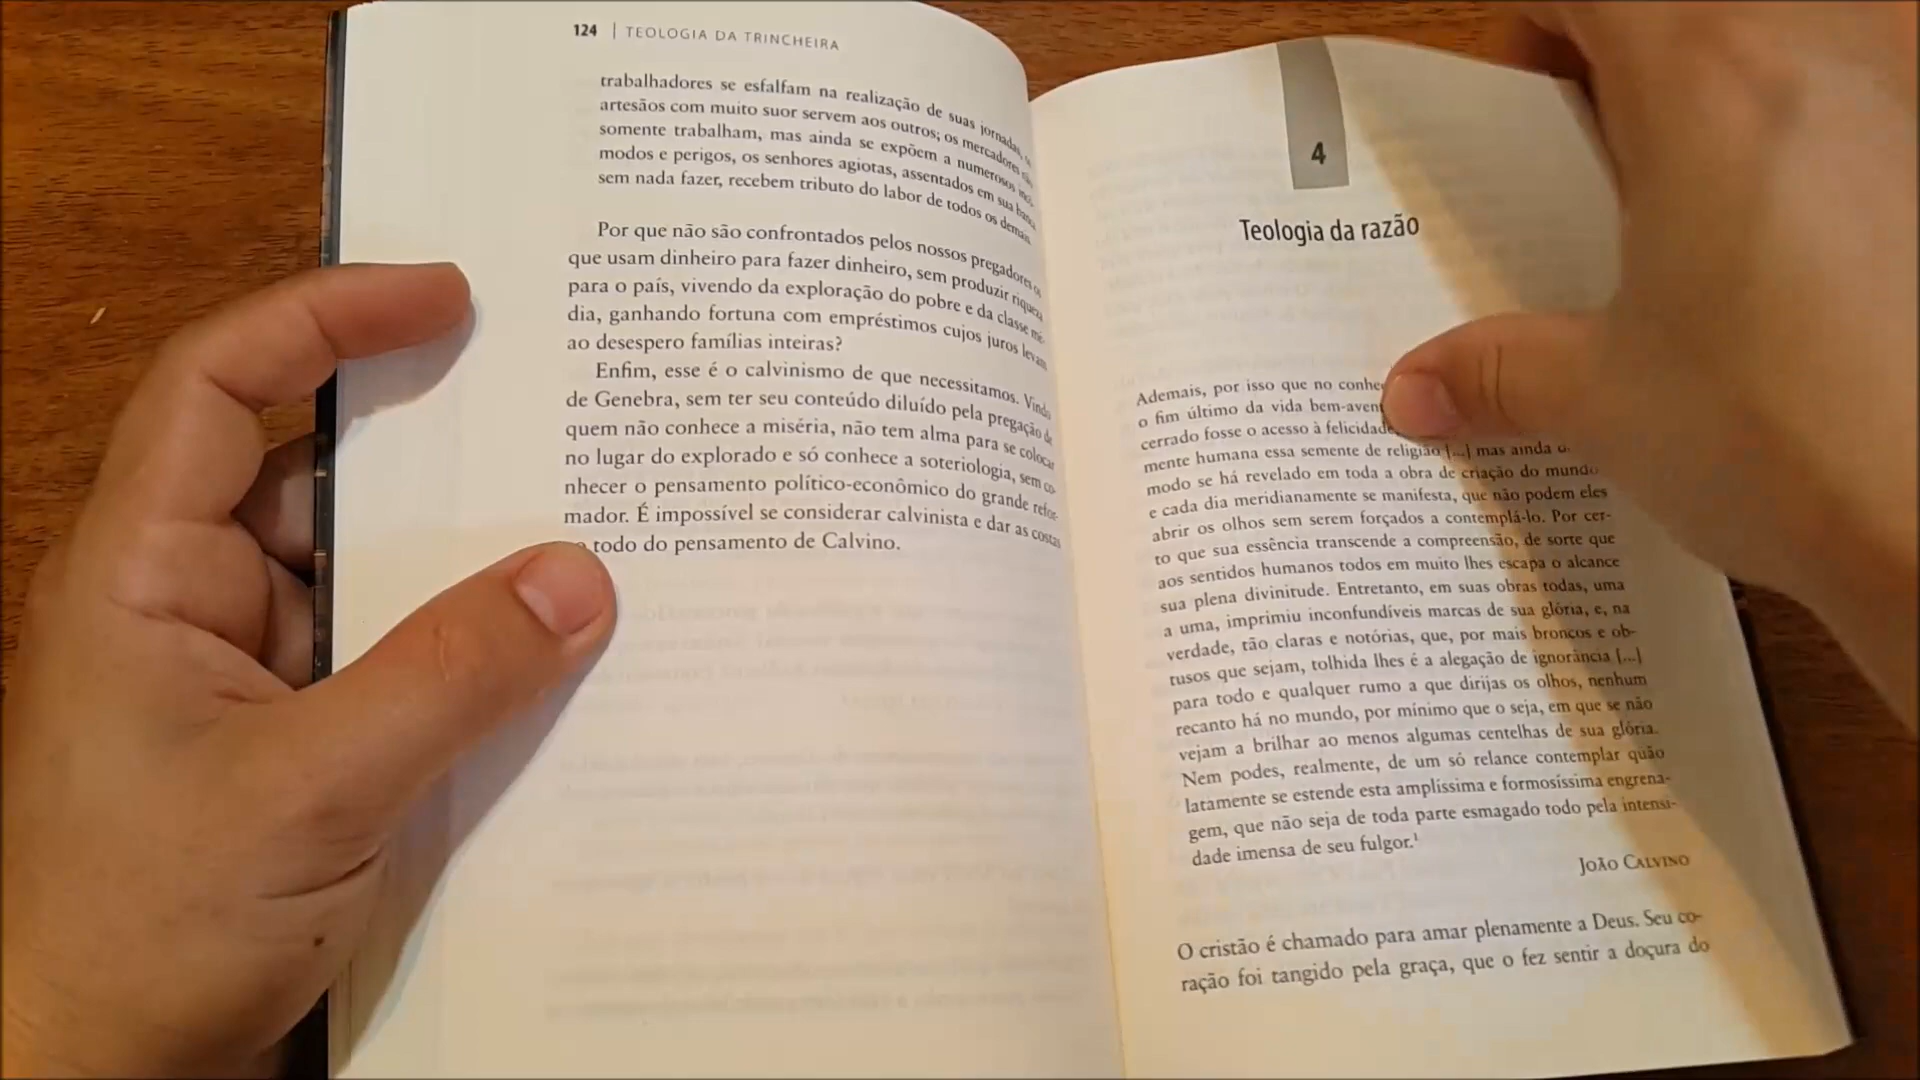 124 | TEOLOGIA DA TRINCHEIRA
trabalhadores se esfalfam na realização de suas jornadas,
artesãos com muito suor servem aos outros; os mercadores não
somente trabalham, mas ainda se expõem a numerosos
modos e perigos, os senhores agiotas, assentados em sua banca
sem nada fazer, recebem tributo do labor de todos os demais.
Por que não são confrontados pelos nossos pregadores os
que usam dinheiro para fazer dinheiro, sem produzir riqueza
para o país, vivendo da exploração do pobre e da classe mé-
dia, ganhando fortuna com empréstimos cujos juros levam
ao desespero famílias inteiras?
Enfim, esse é o calvinismo de que necessitamos. Vindo
de Genebra, sem ter seu conteúdo diluído pela pregação de
quem não conhece a miséria, não tem alma para se colocar
no lugar do explorado e só conhece a soteriologia, sem co-
nhecer o pensamento político-econômico do grande refor-
mador. É impossível se considerar calvinista e dar as costas
todo do pensamento de Calvino.
4
Teologia da razão
Ademais, por isso que no
o fim último da vida
cerrado fosse o acesso à felicidade
mente humana essa semente de religião [...] mas ainda
modo se há revelado em toda a obra de criação do mundo
e cada dia meridianamente se manifesta, que não podem eles
abrir os olhos sem serem forçados a contemplá-lo. Por cer-
to que sua essência transcende a compreensão, de sorte que
aos sentidos humanos todos em muito lhes escapa o alcance
sua plena divinitude. Entretanto, em suas obras todas, uma
a uma, imprimiu inconfundíveis marcas de sua glória, e, na
verdade, tão claras e notórias, que, por mais broncos e ob-
tusos que sejam, tolhida lhes é a alegação de ignorância [...]
para todo e qualquer rumo a que dirijas os olhos, nenhum
recanto há no mundo, por mínimo que o seja, em que se não
vejam a brilhar ao menos algumas centelhas de sua glória.
Nem podes, realmente, de um só relance contemplar quão
latamente se estende esta amplíssima e formosíssima engrena-
gem, que não seja de toda parte esmagado todo pela intensi-
dade imensa de seu fulgor.¹
JOÃO CALVINO
O cristão é chamado para amar plenamente a Deus. Seu co-
ração foi tangido pela graça, que o fez sentir a doçura do